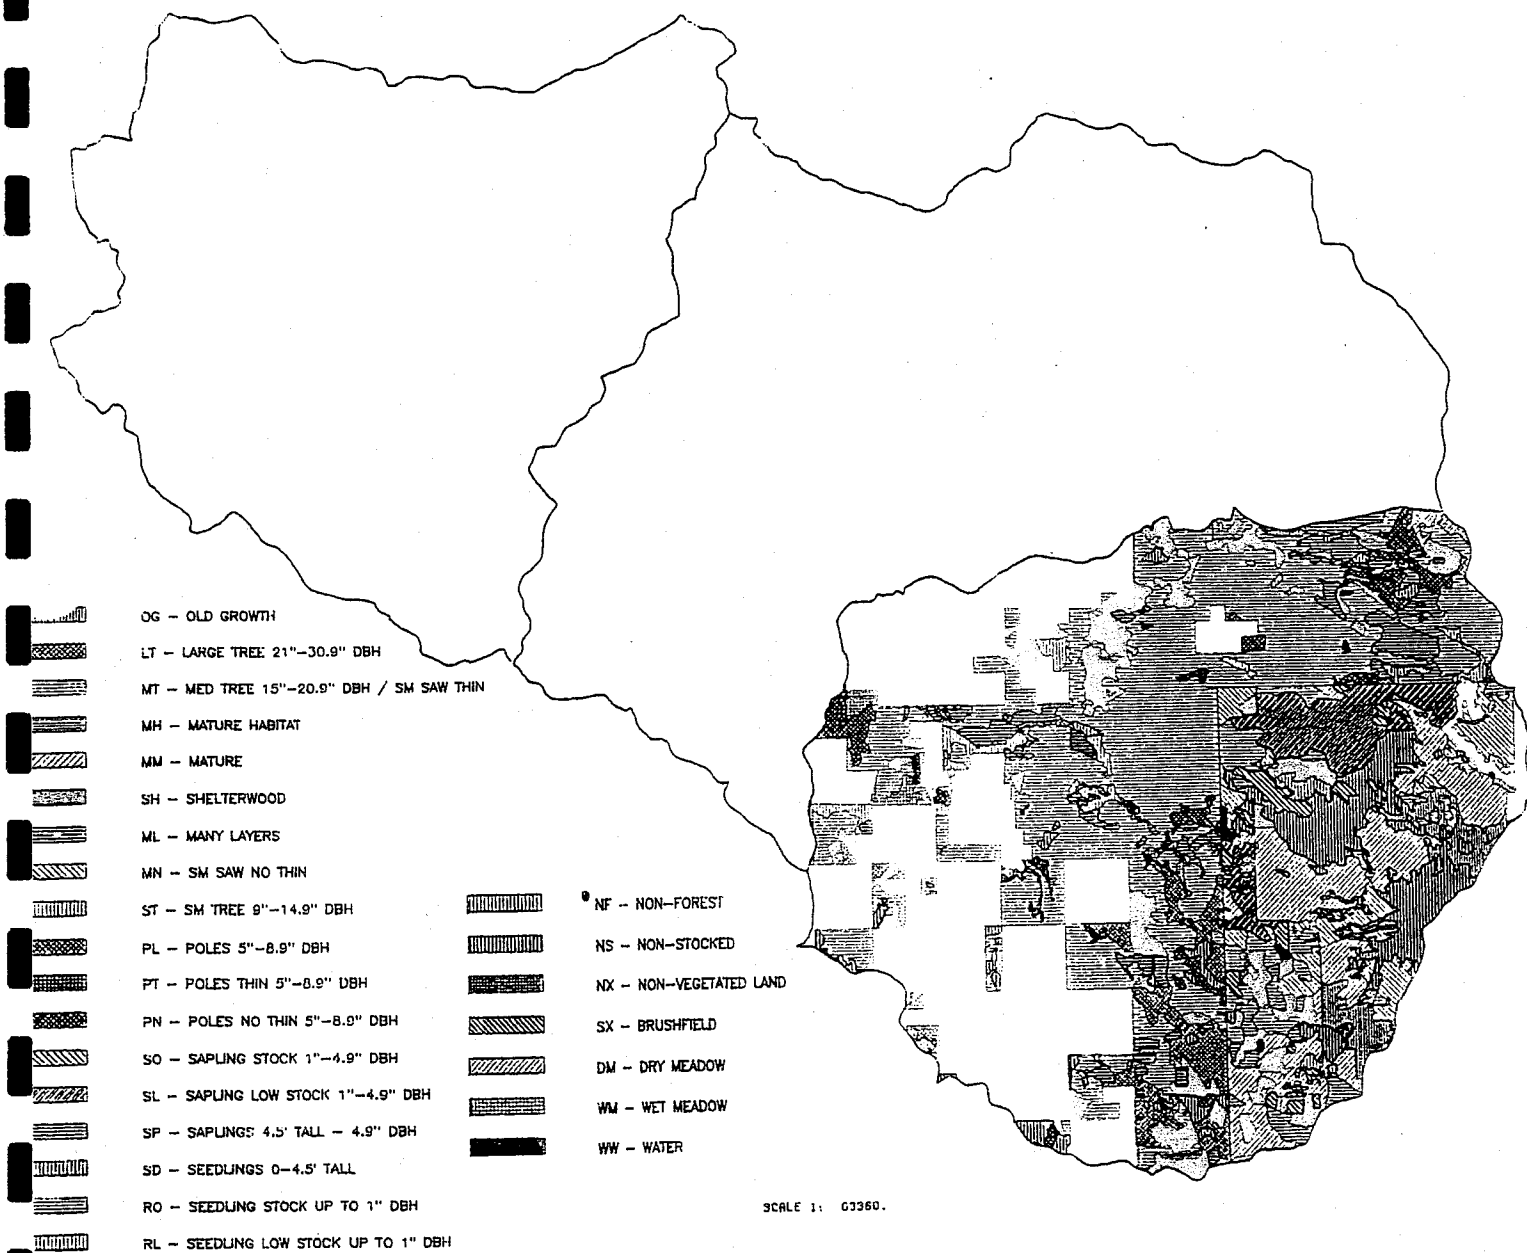 OG – OLD GROWTH
LT – LARGE TREE 21"–30.9" DBH
MT – MED TREE 15"–20.9" DBH / SM SAW THIN
MH – MATURE HABITAT
MM – MATURE
SH – SHELTERWOOD
ML – MANY LAYERS
MN – SM SAW NO THIN
ST – SM TREE 9"–14.9" DBH
PL – POLES 5"–8.9" DBH
PT – POLES THIN 5"–8.9" DBH
PN – POLES NO THIN 5"–8.9" DBH
SO – SAPLING STOCK 1"–4.9" DBH
SL – SAPLING LOW STOCK 1"–4.9" DBH
SP – SAPLINGS 4.5' TALL – 4.9" DBH
SD – SEEDLINGS 0–4.5' TALL
RO – SEEDLING STOCK UP TO 1" DBH
RL – SEEDLING LOW STOCK UP TO 1" DBH
NF – NON–FOREST
NS – NON–STOCKED
NX – NON–VEGETATED LAND
SX – BRUSHFIELD
DM – DRY MEADOW
WM – WET MEADOW
WW – WATER
SCALE 1: 63360.